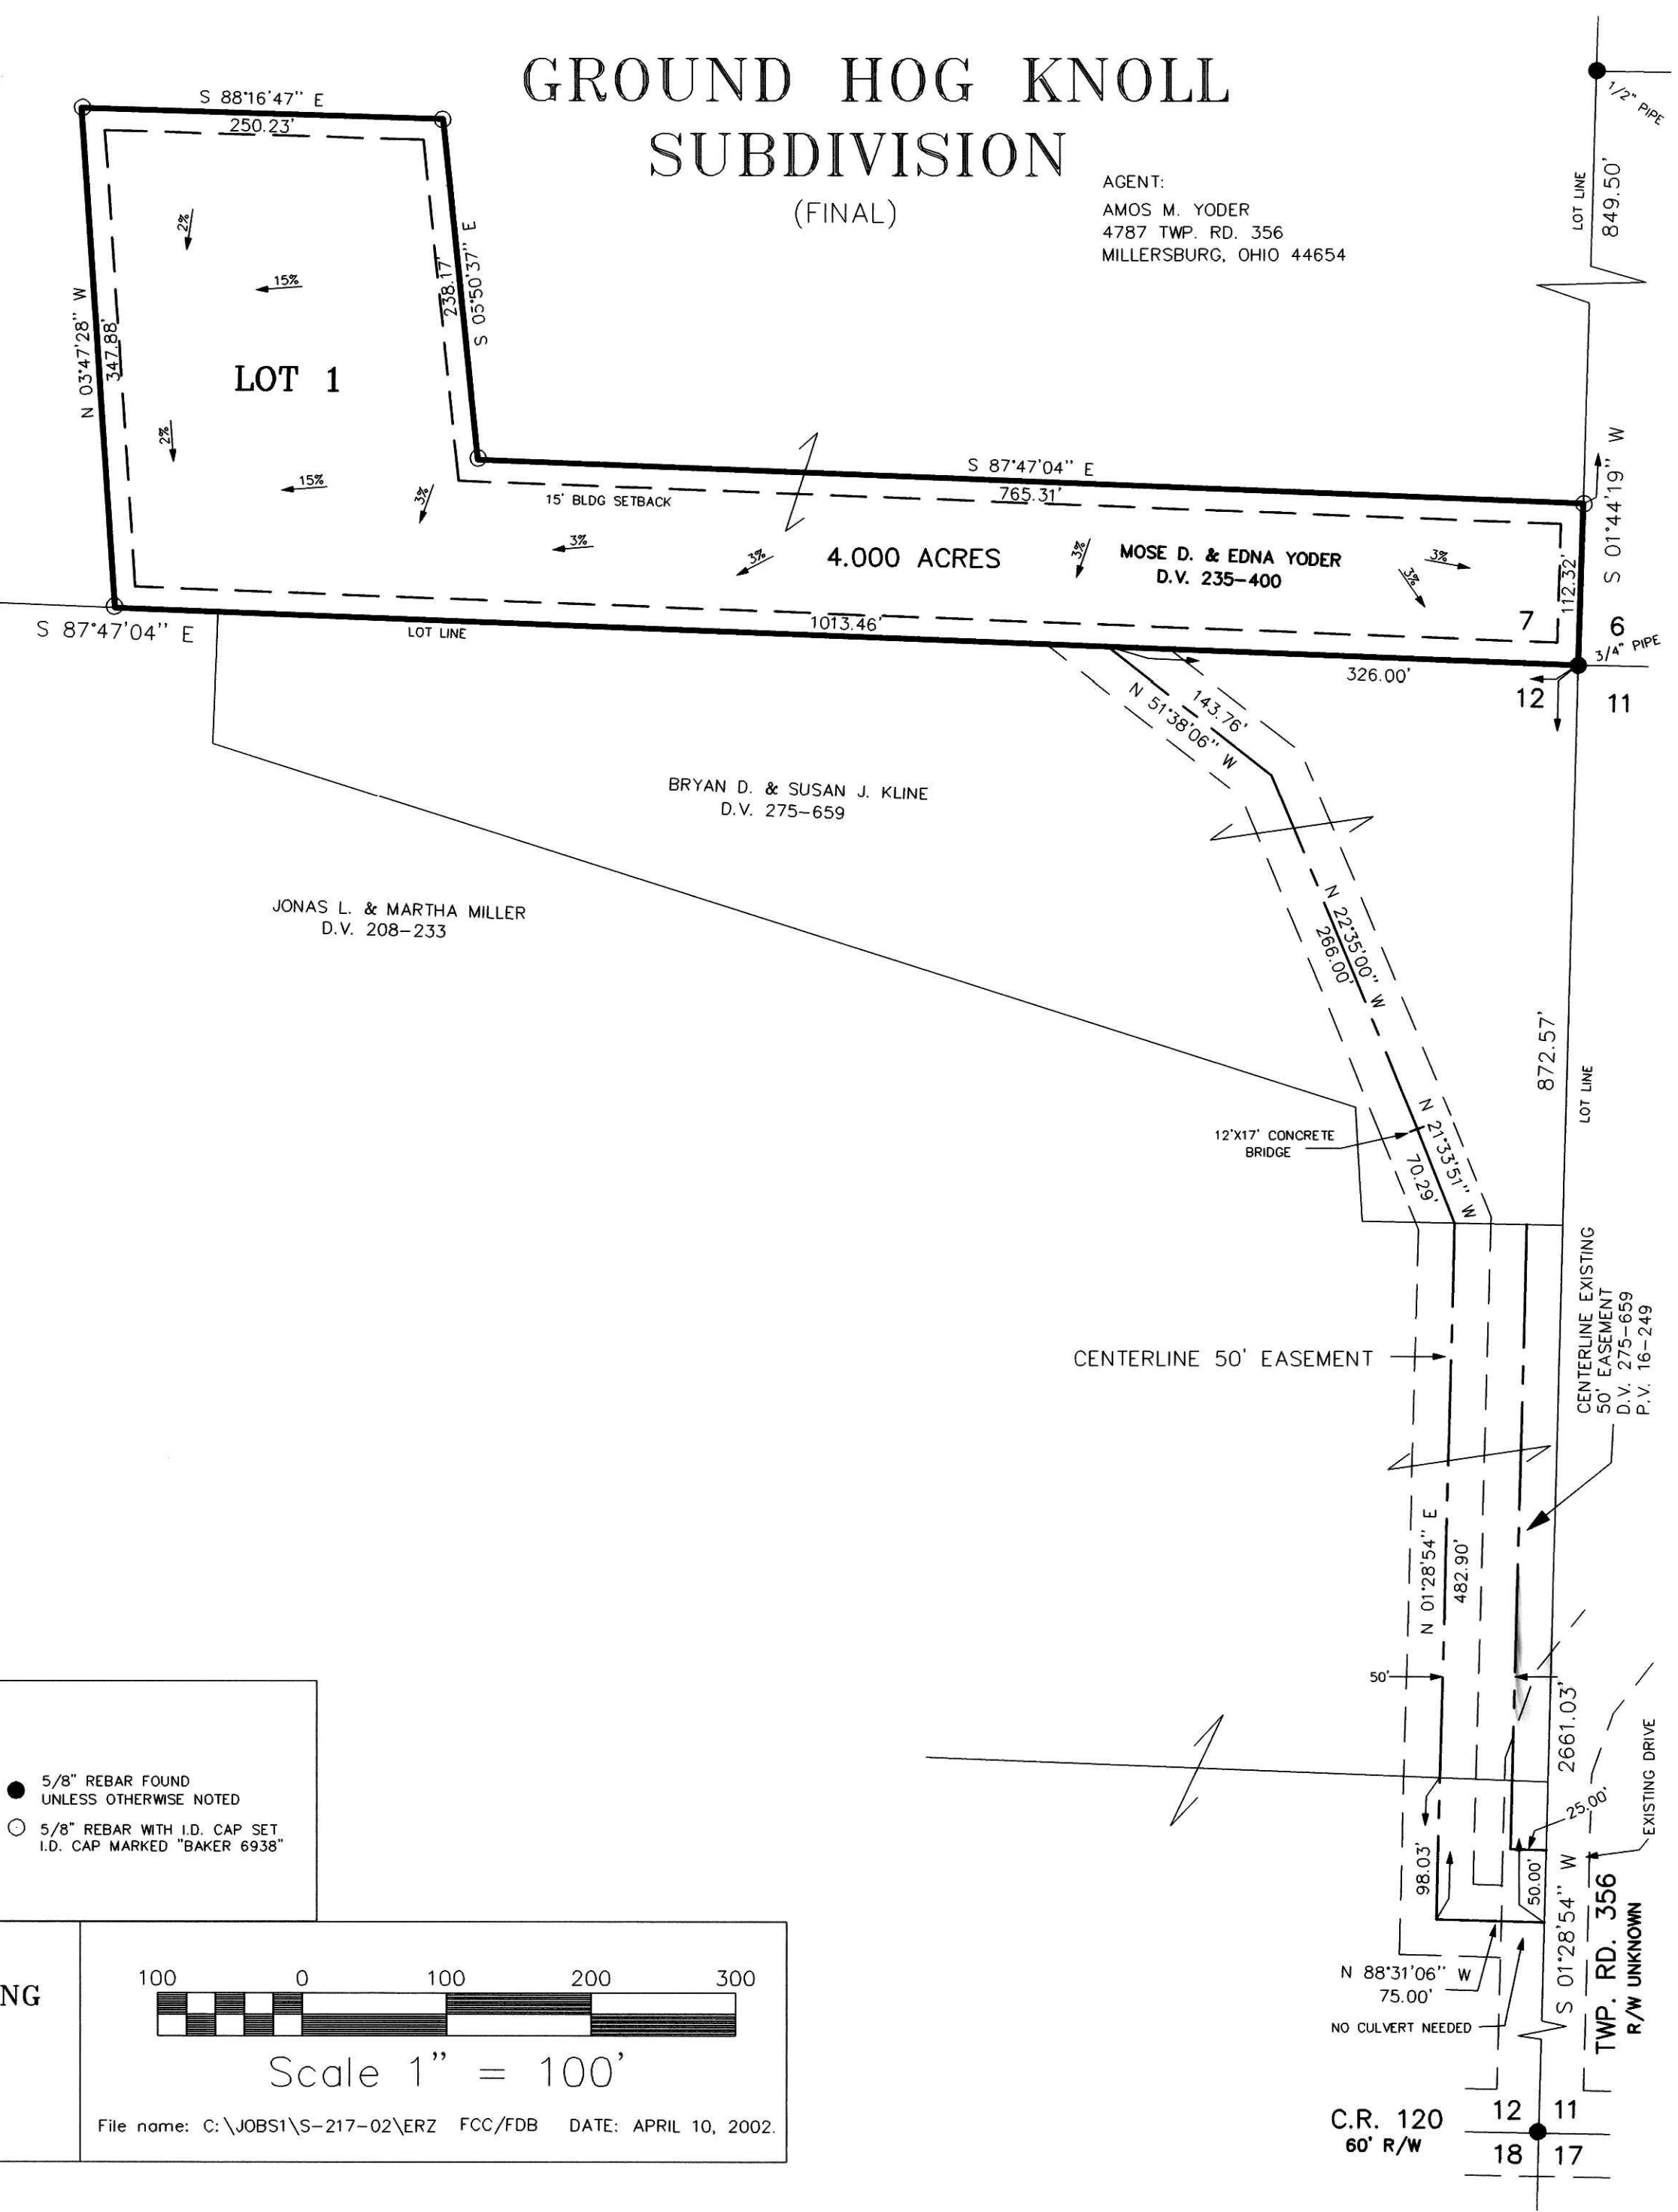 GROUND HOG KNOLL
SUBDIVISION
(FINAL)
AGENT:
AMOS M. YODER
4787 TWP. RD. 356
MILLERSBURG, OHIO 44654
1/2" PIPE
LOT LINE
849.50'
S 88°16'47" E
250.23'
2%
15%
238.17'
S 05°50'37" E
N 03°47'28" W
347.88'
LOT 1
2%
15%
3%
S 87°47'04" E
765.31'
15' BLDG SETBACK
3%
3%
4.000 ACRES
3%
MOSE D. & EDNA YODER
D.V. 235-400
3%
3%
112.32'
S 01°44'19" W
7
6
3/4" PIPE
S 87°47'04" E
LOT LINE
1013.46'
326.00'
12
11
N 51°38'06" W
143.76'
BRYAN D. & SUSAN J. KLINE
D.V. 275-659
JONAS L. & MARTHA MILLER
D.V. 208-233
N 22°35'00" W
266.00'
872.57'
LOT LINE
12'X17' CONCRETE
BRIDGE
N 21°33'51" W
70.29'
CENTERLINE EXISTING
50' EASEMENT
D.V. 275-659
P.V. 16-249
CENTERLINE 50' EASEMENT
N 01°28'54" E
482.90'
50'
2661.03'
EXISTING DRIVE
25.00'
98.03'
50.00'
S 01°28'54" W
TWP. RD. 356
R/W UNKNOWN
N 88°31'06" W
75.00'
NO CULVERT NEEDED
C.R. 120
60' R/W
12
11
18
17
5/8" REBAR FOUND
UNLESS OTHERWISE NOTED
5/8" REBAR WITH I.D. CAP SET
I.D. CAP MARKED "BAKER 6938"
NG
100 0 100 200 300
Scale 1" = 100'
File name: C:\JOBS1\S-217-02\ERZ FCC/FDB DATE: APRIL 10, 2002.